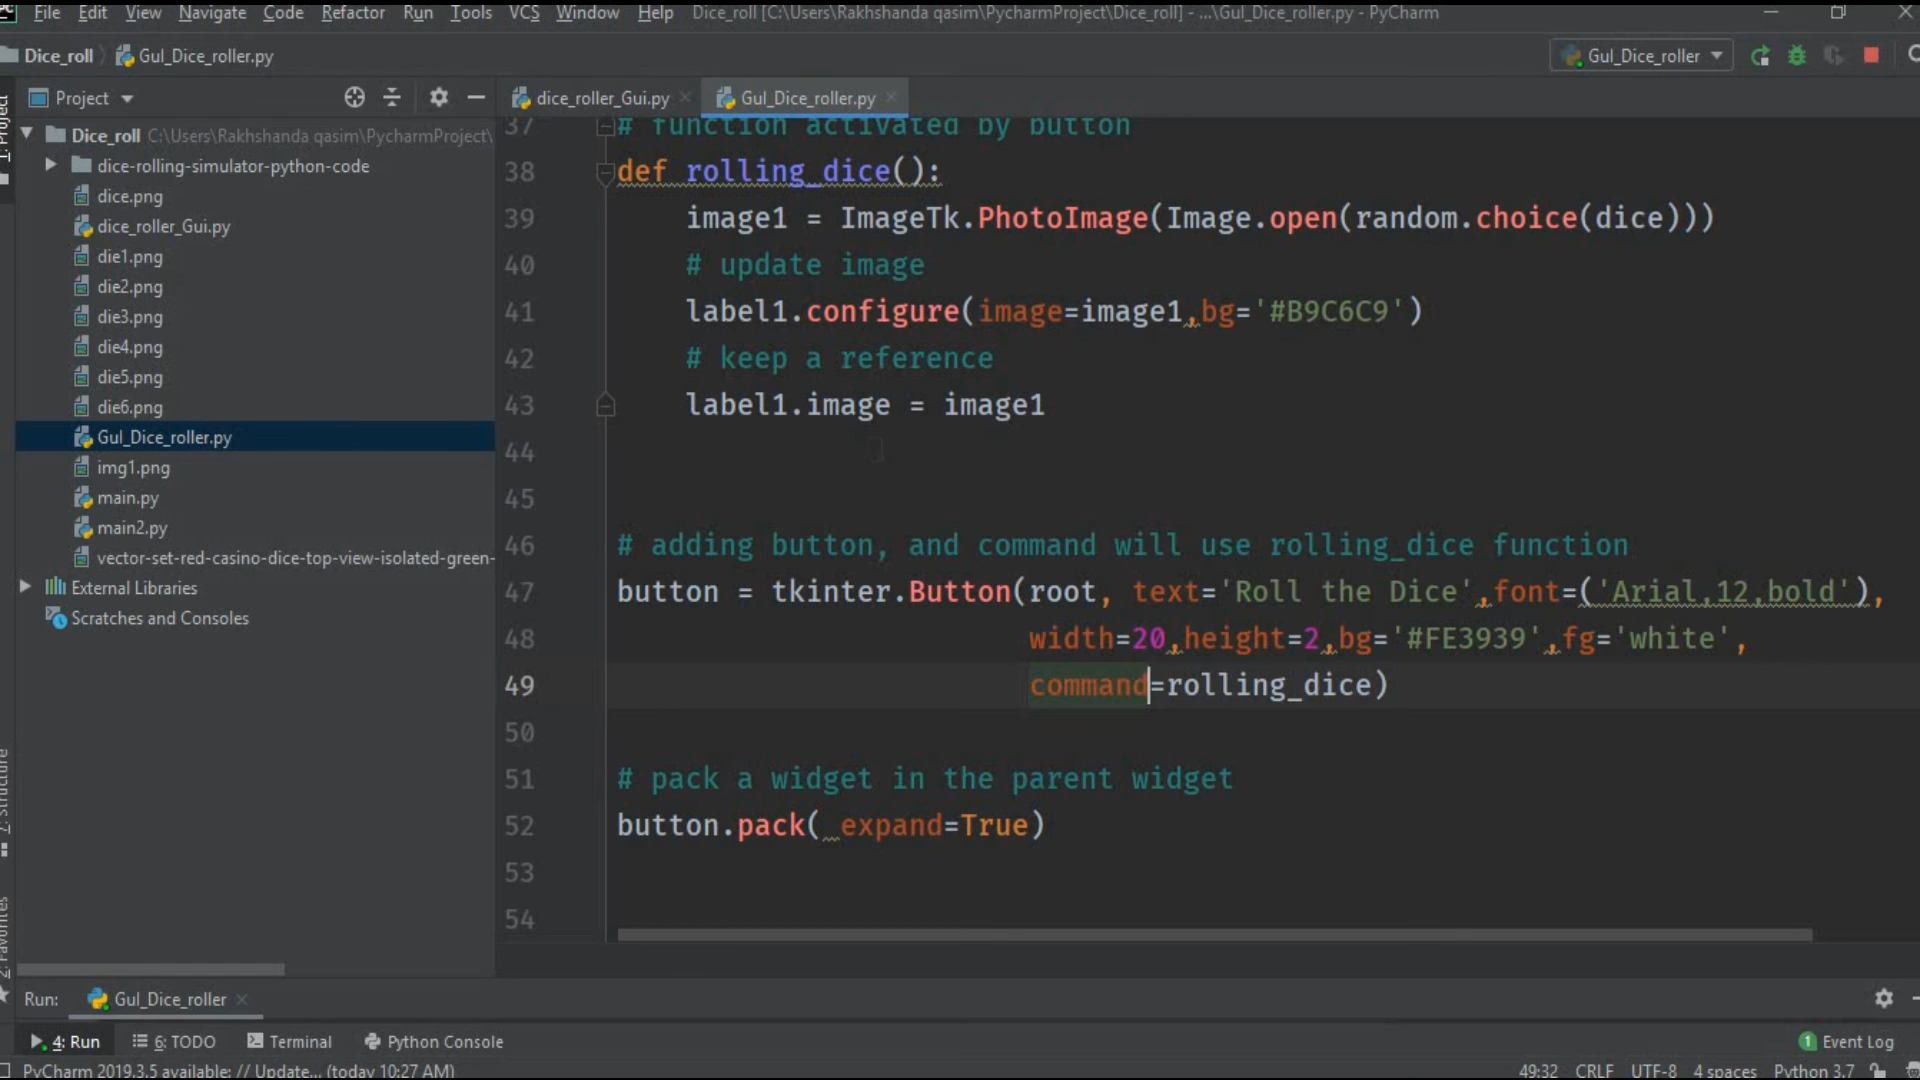 File Edit View Navigate Code Refactor Run Tools VCS Window Help Dice_roll [C:\Users\Rakhshanda qasim\PycharmProject\Dice_roll] - ...\Gul_Dice_roller.py - PyCharm
Dice_roll Gul_Dice_roller.py Gul_Dice_roller
Project dice_roller_Gui.py Gul_Dice_roller.py
1: Project
Dice_roll C:\Users\Rakhshanda qasim\PycharmProject\
dice-rolling-simulator-python-code
dice.png
dice_roller_Gui.py
die1.png
die2.png
die3.png
die4.png
die5.png
die6.png
Gul_Dice_roller.py
img1.png
main.py
main2.py
vector-set-red-casino-dice-top-view-isolated-green-
External Libraries
Scratches and Consoles
7: Structure
2: Favorites
37 # function activated by button
38 def rolling_dice():
39 image1 = ImageTk.PhotoImage(Image.open(random.choice(dice)))
40 # update image
41 label1.configure(image=image1,bg='#B9C6C9')
42 # keep a reference
43 label1.image = image1
44
45
46 # adding button, and command will use rolling_dice function
47 button = tkinter.Button(root, text='Roll the Dice',font=('Arial,12,bold'),
48 width=20,height=2,bg='#FE3939',fg='white',
49 command=rolling_dice)
50
51 # pack a widget in the parent widget
52 button.pack( expand=True)
53
54
Run: Gul_Dice_roller
4: Run 6: TODO Terminal Python Console 1 Event Log
PyCharm 2019.3.5 available: // Update... (today 10:27 AM) 49:32 CRLF UTF-8 4 spaces Python 3.7